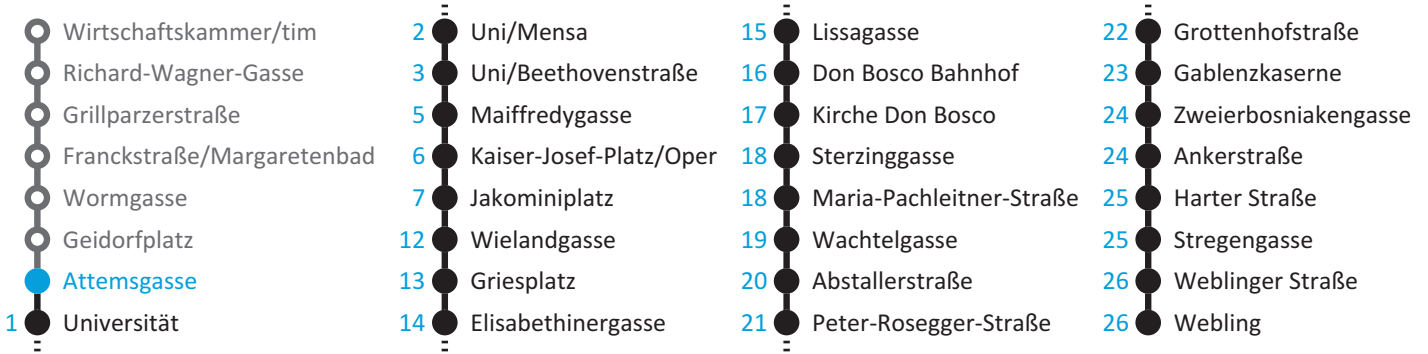 Wirtschaftskammer/tim
Richard-Wagner-Gasse
Grillparzerstraße
Franckstraße/Margaretenbad
Wormgasse
Geidorfplatz
Attemsgasse
1 Universität
2 Uni/Mensa
3 Uni/Beethovenstraße
5 Maiffredygasse
6 Kaiser-Josef-Platz/Oper
7 Jakominiplatz
12 Wielandgasse
13 Griesplatz
14 Elisabethinergasse
15 Lissagasse
16 Don Bosco Bahnhof
17 Kirche Don Bosco
18 Sterzinggasse
18 Maria-Pachleitner-Straße
19 Wachtelgasse
20 Abstallerstraße
21 Peter-Rosegger-Straße
22 Grottenhofstraße
23 Gablenzkaserne
24 Zweierbosniakengasse
24 Ankerstraße
25 Harter Straße
25 Stregengasse
26 Weblinger Straße
26 Webling